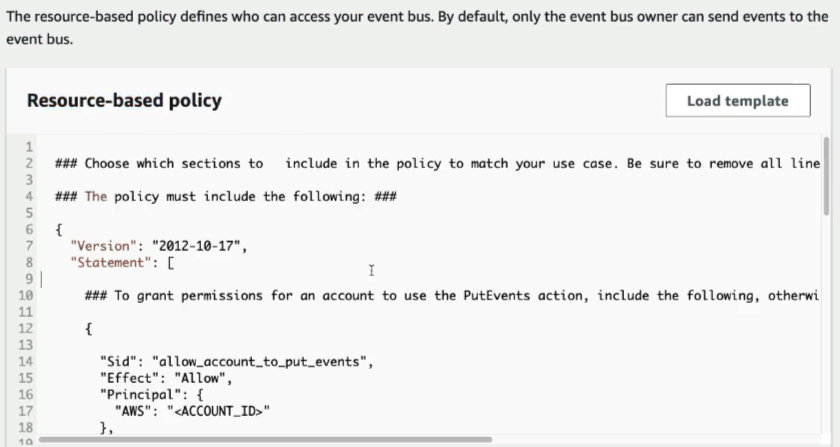 The resource-based policy defines who can access your event bus. By default, only the event bus owner can send events to the
event bus.
Resource-based policy
Load template
1
2 ### Choose which sections to include in the policy to match your use case. Be sure to remove all line
3
4 ### The policy must include the following: ###
5
6 {
7 "Version": "2012-10-17",
8 "Statement": [
9
10 ### To grant permissions for an account to use the PutEvents action, include the following, otherwi
11
12 {
13
14 "Sid": "allow_account_to_put_events",
15 "Effect": "Allow",
16 "Principal": {
17 "AWS": "<ACCOUNT_ID>"
18 },
19